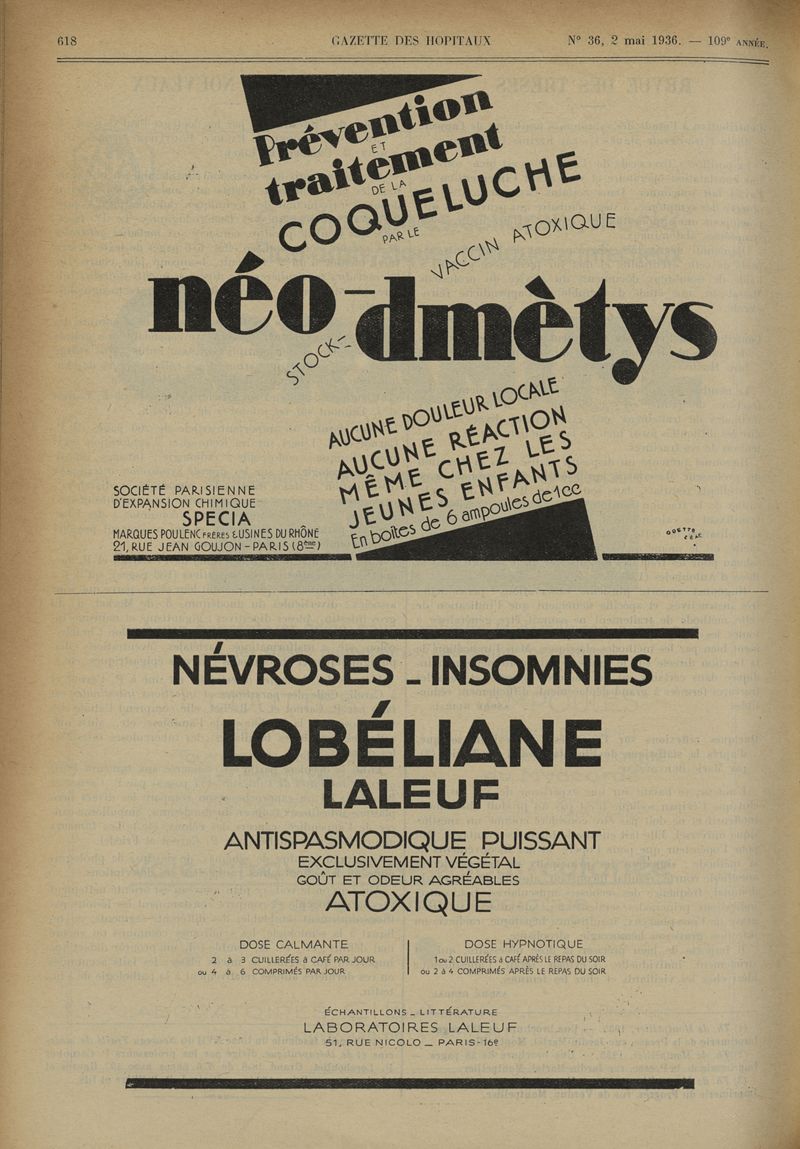 618
GAZETTE DES HOPITAUX
N° 36, 2 mai 1936. — 109e ANNÉE.
Prévention
ET
traitement
DE LA
COQUELUCHE
PAR LE
VACCIN ATOXIQUE
néo-dmètys
STOCK-
AUCUNE DOULEUR LOCALE
AUCUNE RÉACTION
MÊME CHEZ LES
JEUNES ENFANTS
En boîtes de 6 ampoules de 1cc
SOCIÉTÉ PARISIENNE
D'EXPANSION CHIMIQUE
SPECIA
MARQUES POULENC FRÈRES & USINES DU RHÔNE
21, RUE JEAN GOUJON - PARIS (8ème)
ODETTE
NÉVROSES - INSOMNIES
LOBÉLIANE
LALEUF
ANTISPASMODIQUE PUISSANT
EXCLUSIVEMENT VÉGÉTAL
GOÛT ET ODEUR AGRÉABLES
ATOXIQUE
DOSE CALMANTE
2 à 3 CUILLERÉES à CAFÉ PAR JOUR
ou 4 à 6 COMPRIMÉS PAR JOUR
DOSE HYPNOTIQUE
1 ou 2 CUILLERÉES à CAFÉ APRÈS LE REPAS DU SOIR
ou 2 à 4 COMPRIMÉS APRÈS LE REPAS DU SOIR
ÉCHANTILLONS - LITTÉRATURE
LABORATOIRES LALEUF
51, RUE NICOLO — PARIS-16e